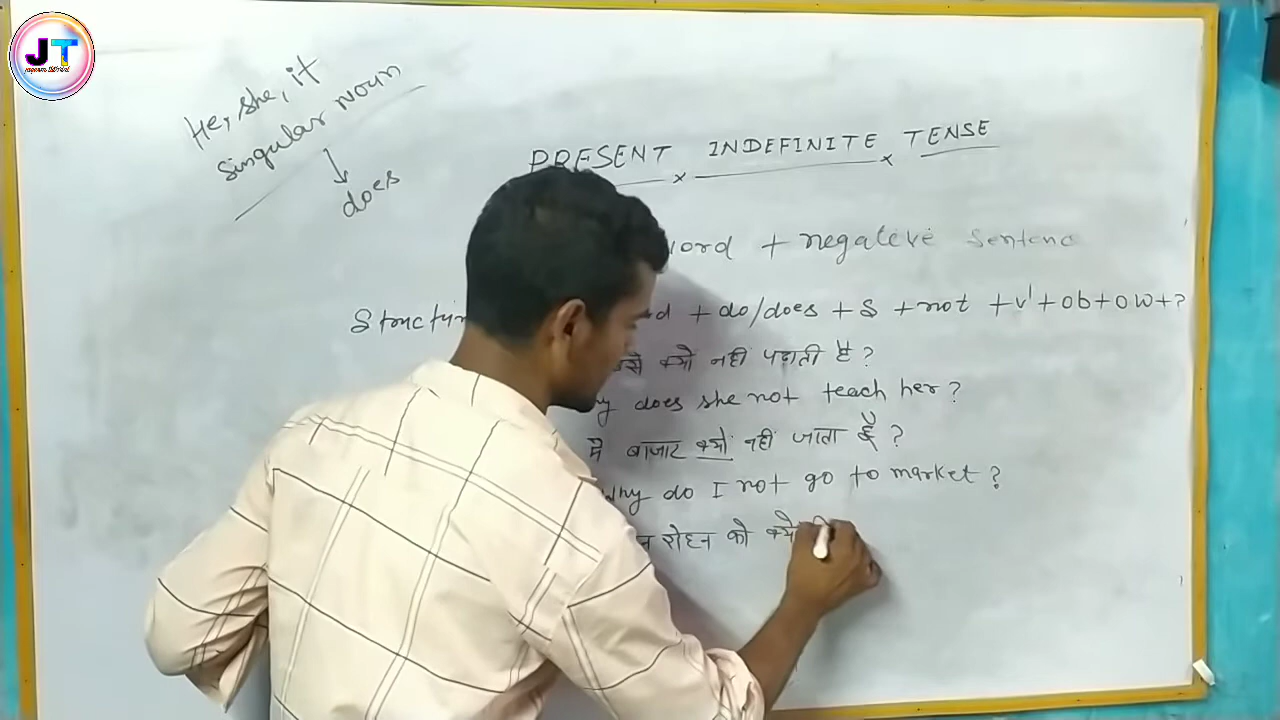 JT
He, she, it
singular noun
does
PRESENT INDEFINITE TENSE
+ negative sentenc
+ do/does + S + not + V¹ + ob + ow + ?
क्यो नही पढ़ाती है ?
does she not teach her ?
मै बाजार क्यों नहीं जाता हूँ ?
Why do I not go to market ?
रोहन को क्यों